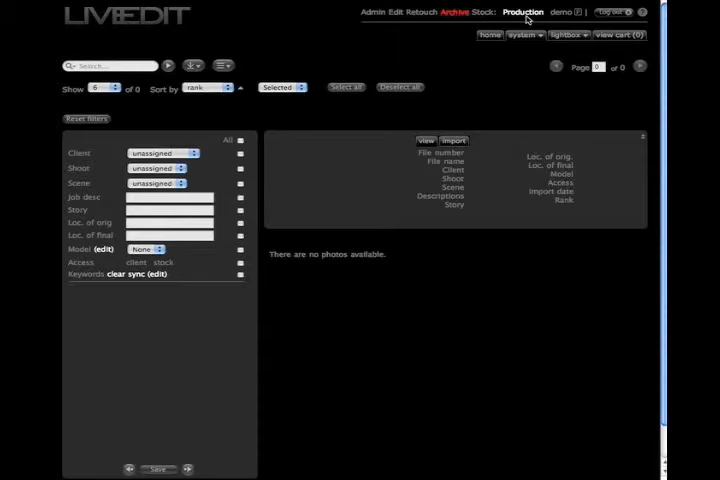 LIVEEDIT
Admin Edit Retouch Archive Stock: Production demo P Log out ?
home system lightbox view cart (0)
Search...
Page 0 of 0
Show 6 of 0 Sort by rank Selected Select all Deselect all
Reset filters
All
Client unassigned
Shoot unassigned
Scene unassigned
Job desc
Story
Loc. of orig
Loc. of final
Model (edit) None
Access client stock
Keywords clear sync (edit)
Save
view import
File number
File name
Client
Shoot
Scene
Descriptions
Story
Loc. of orig.
Loc. of final
Model
Access
Import date
Rank
There are no photos available.